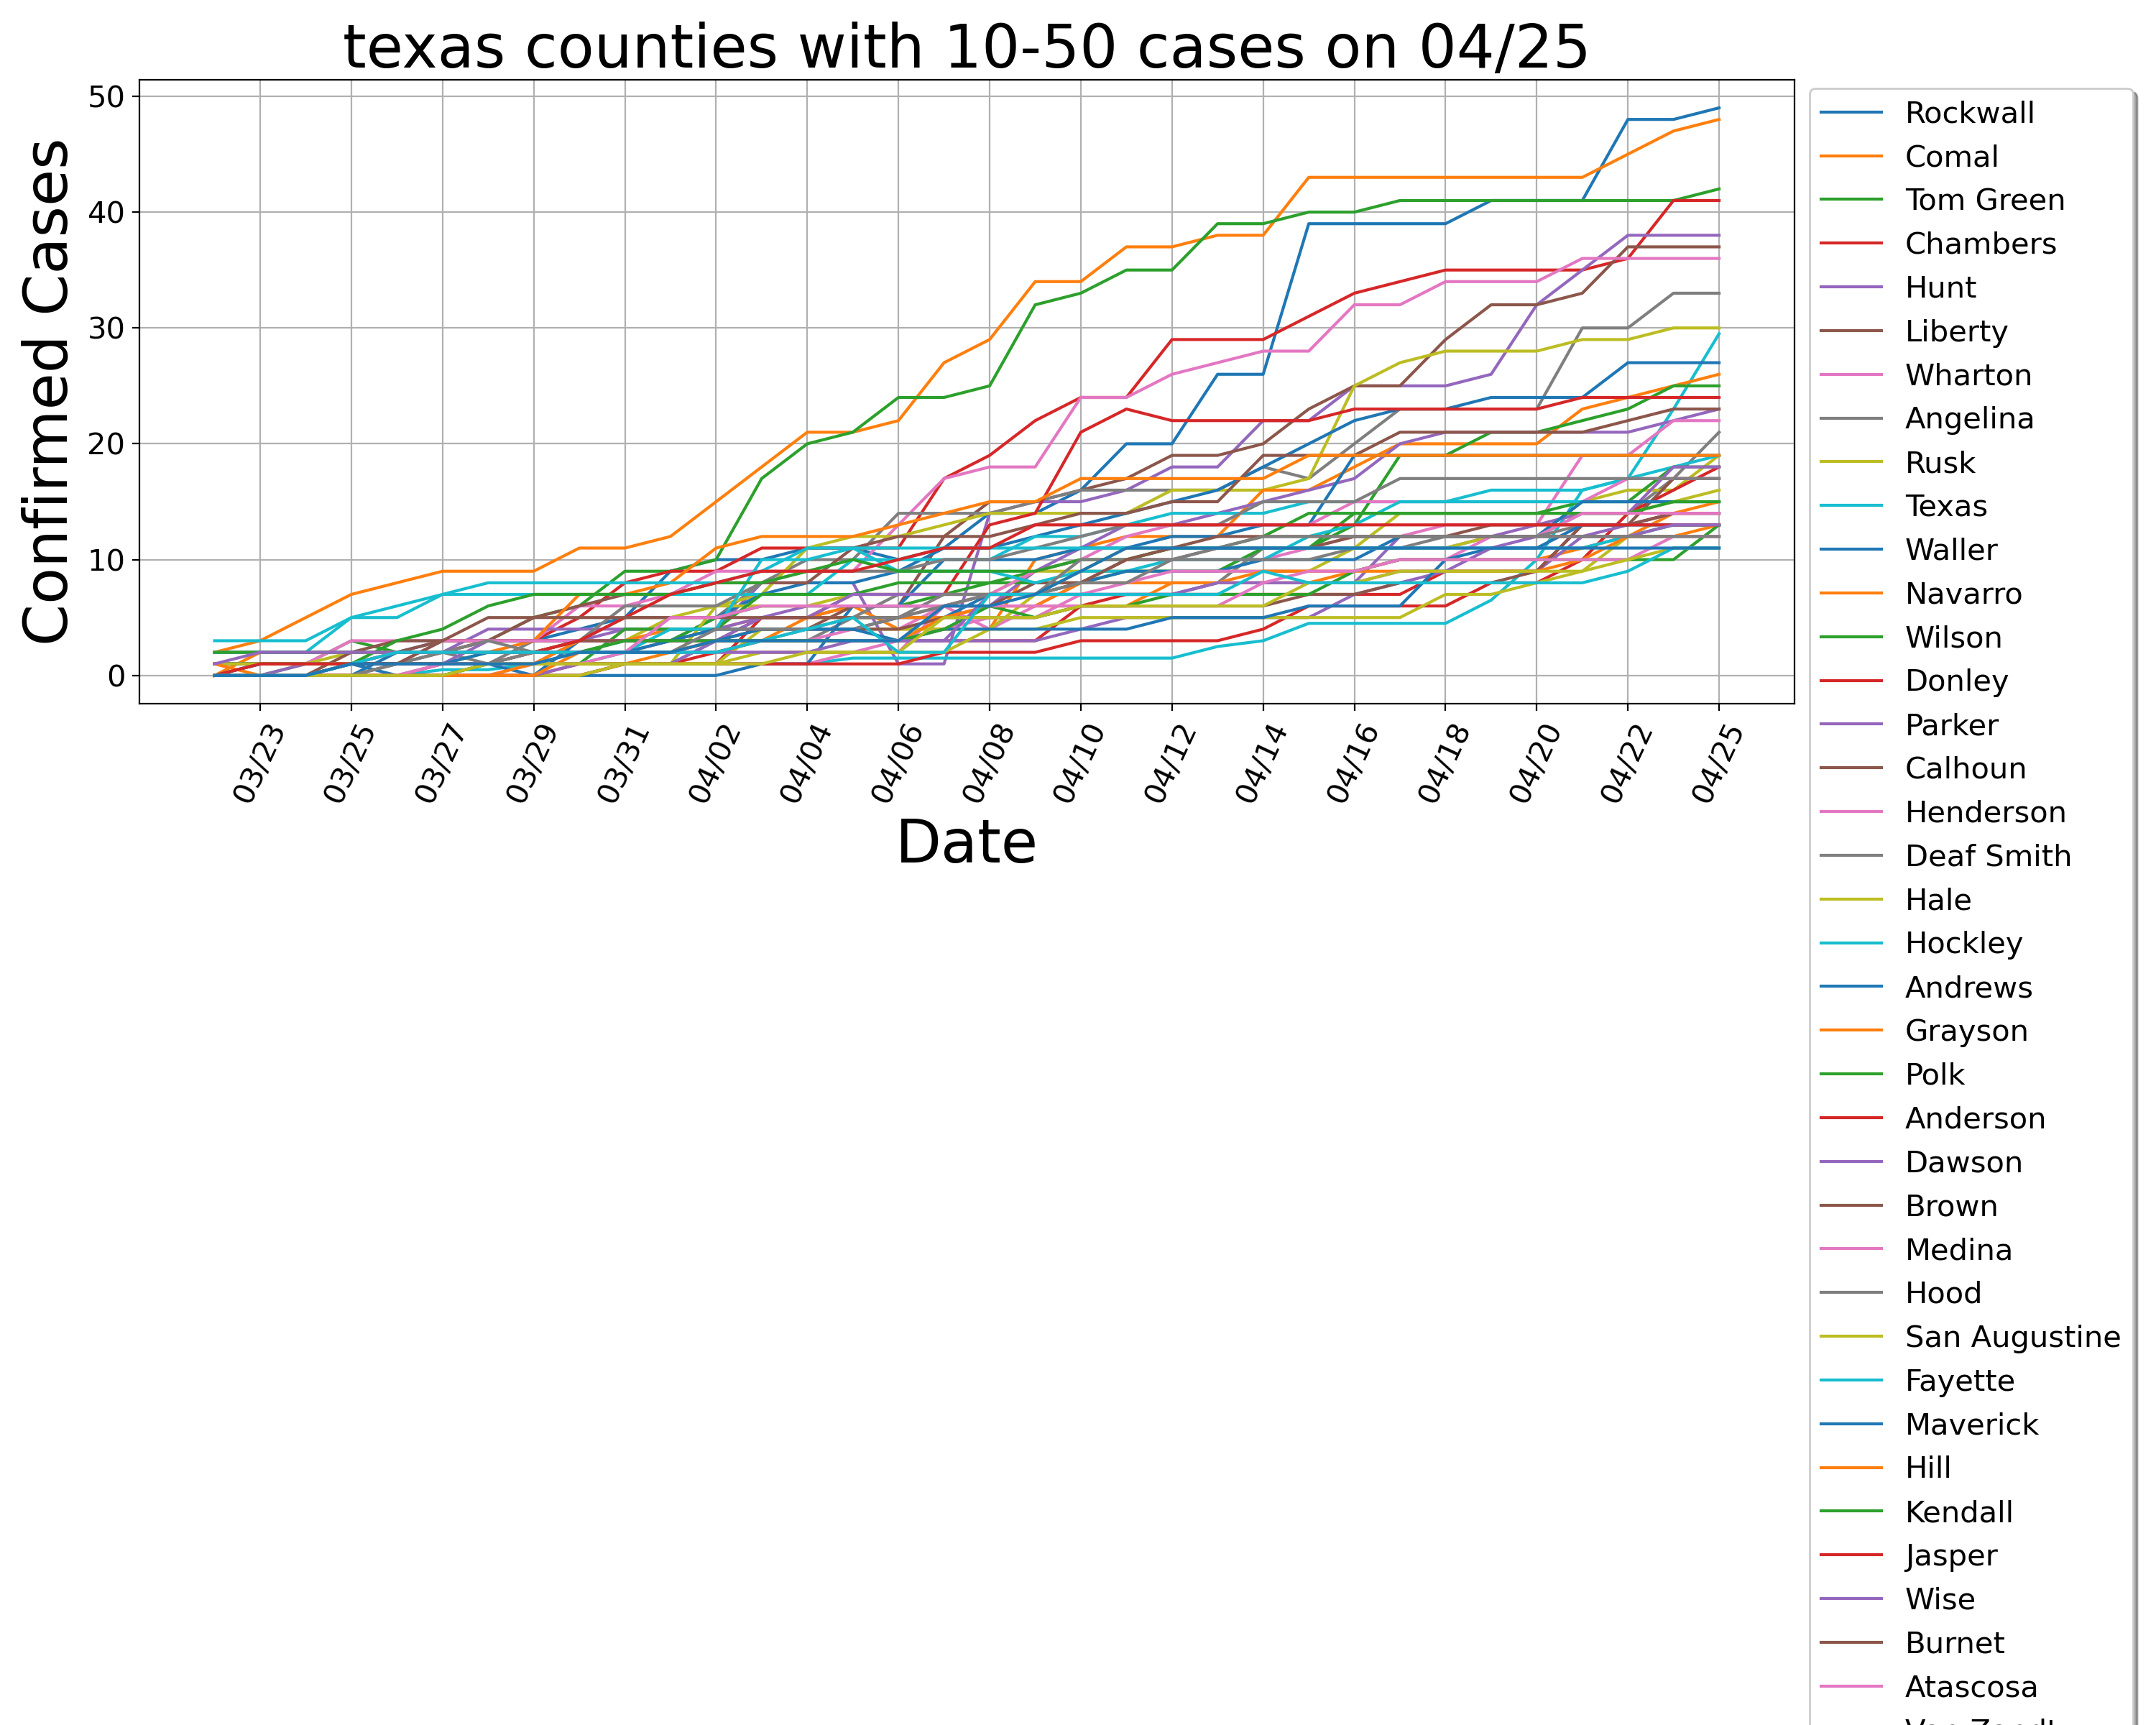 texas counties with 10-50 cases on 04/25
Confirmed Cases
50
40
30
20
10
0
03/23
03/25
03/27
03/29
03/31
04/02
04/04
04/06
04/08
04/10
04/12
04/14
04/16
04/18
04/20
04/22
04/25
Date
Rockwall
Comal
Tom Green
Chambers
Hunt
Liberty
Wharton
Angelina
Rusk
Texas
Waller
Navarro
Wilson
Donley
Parker
Calhoun
Henderson
Deaf Smith
Hale
Hockley
Andrews
Grayson
Polk
Anderson
Dawson
Brown
Medina
Hood
San Augustine
Fayette
Maverick
Hill
Kendall
Jasper
Wise
Burnet
Atascosa